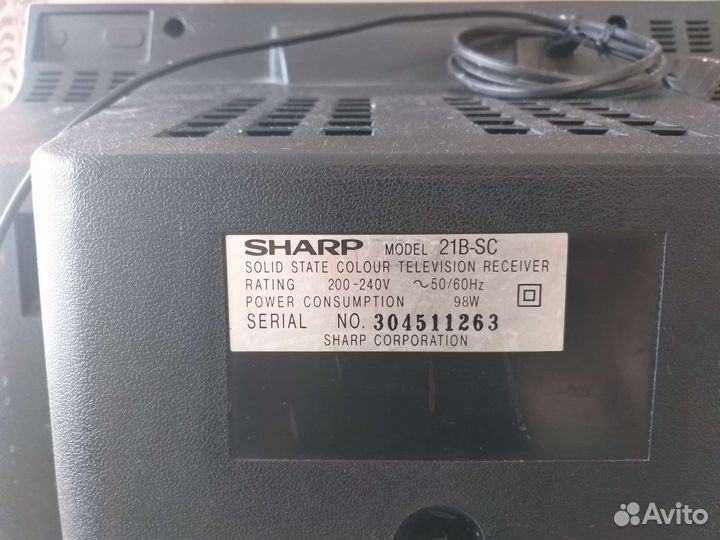 SHARP MODEL 21B-SC
SOLID STATE COLOUR TELEVISION RECEIVER
RATING 200-240V ~50/60Hz
POWER CONSUMPTION 98W
SERIAL NO. 304511263
SHARP CORPORATION
Avito